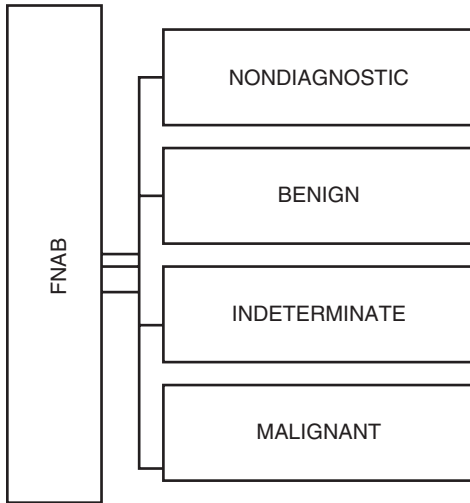 FNAB
NONDIAGNOSTIC
BENIGN
INDETERMINATE
MALIGNANT